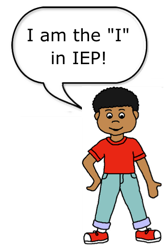 I am the "I"
in IEP!